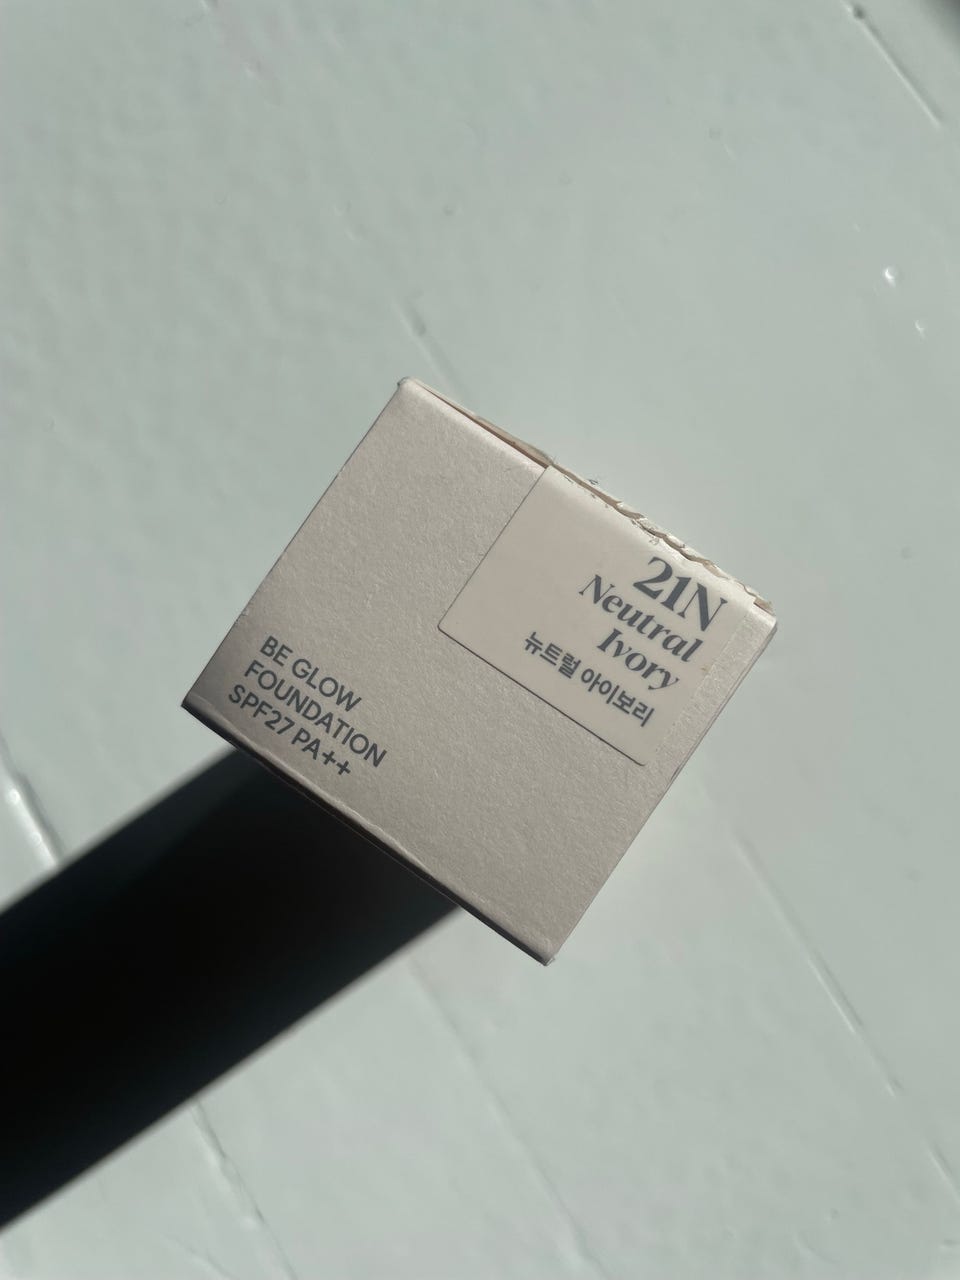 21N
Neutral
Ivory
뉴트럴 아이보리
BE GLOW
FOUNDATION
SPF27 PA++